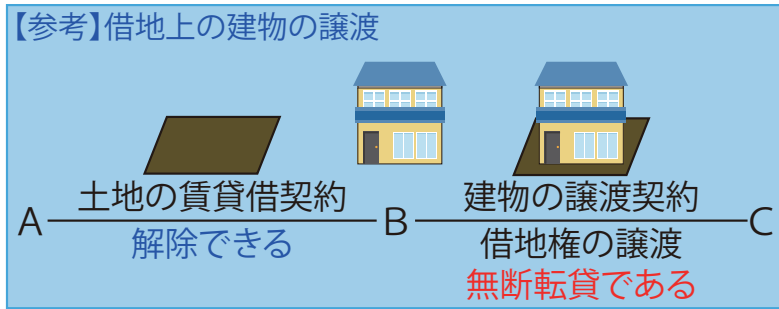 【参考】借地上の建物の譲渡
土地の賃貸借契約
建物の譲渡契約
A
B
C
解除できる
借地権の譲渡
無断転貸である